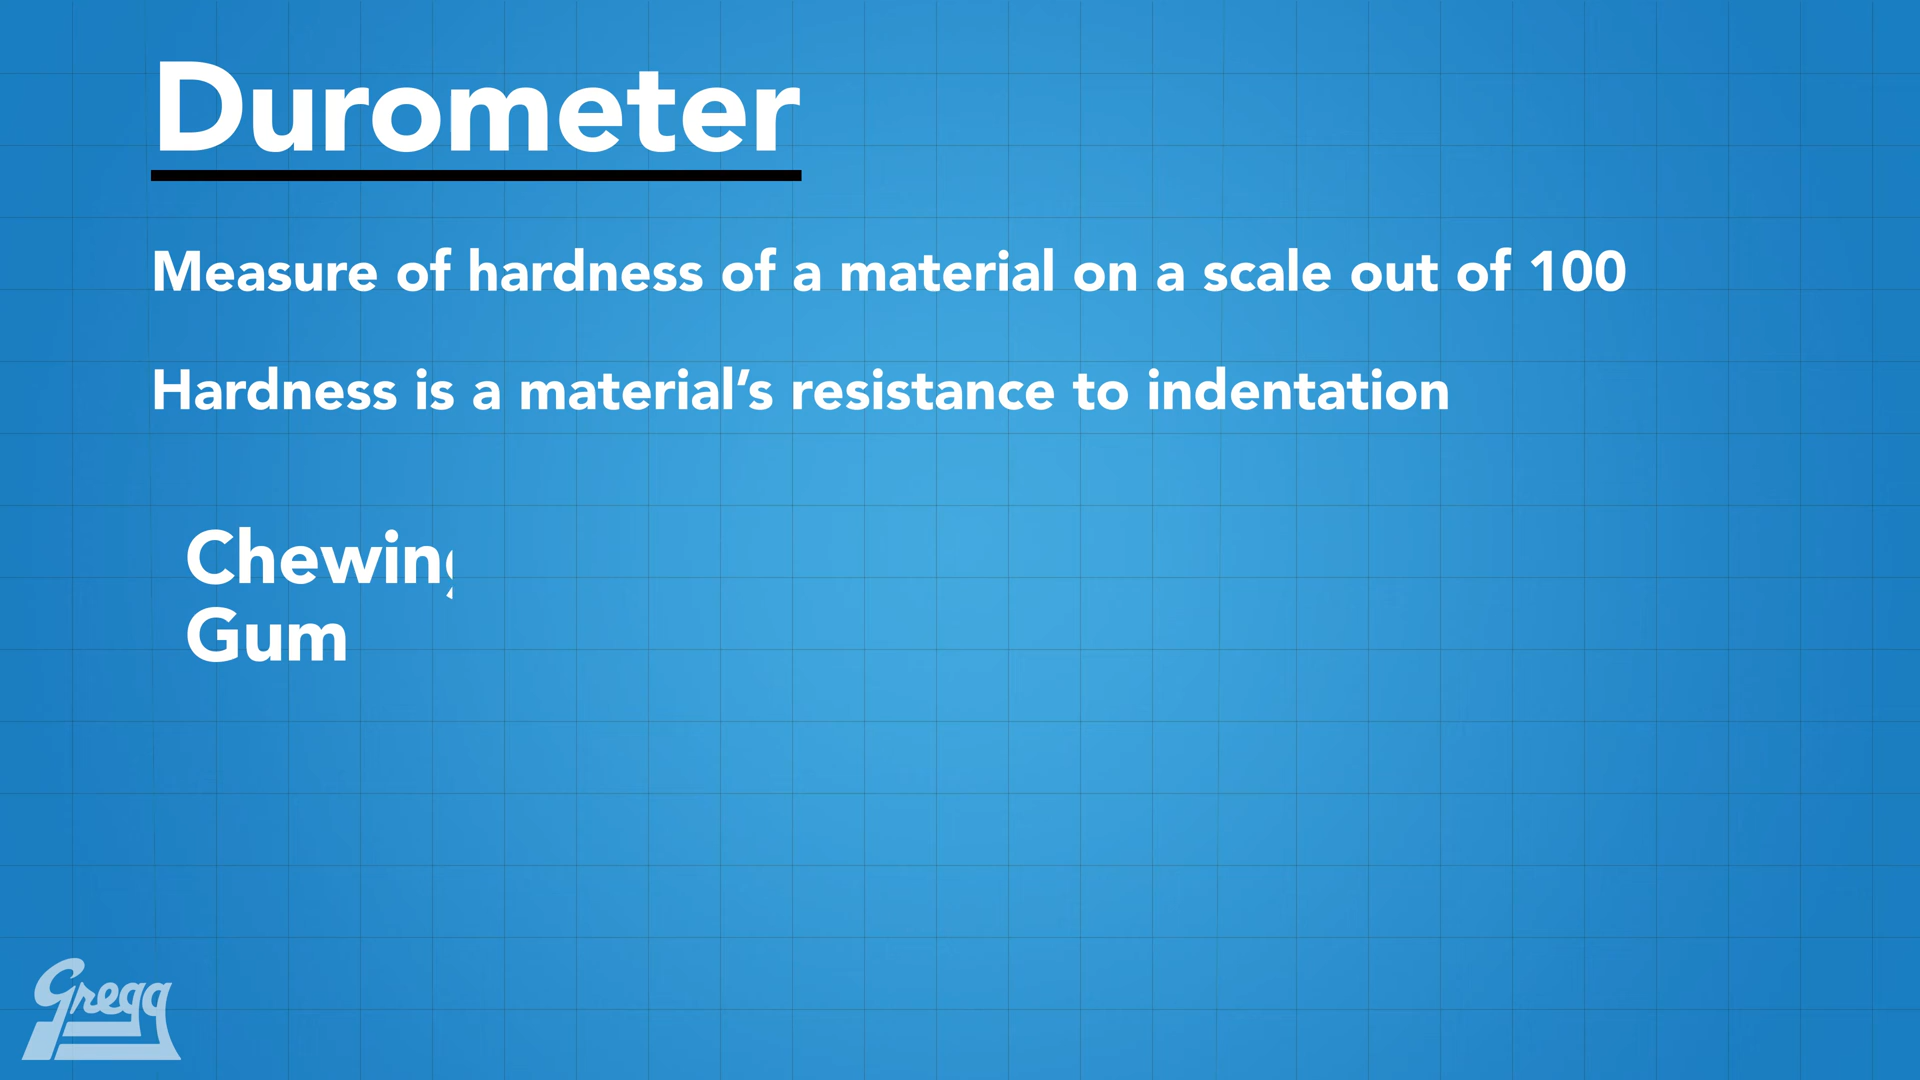 Durometer
Measure of hardness of a material on a scale out of 100
Hardness is a material’s resistance to indentation
Chewing
Gum
Gregg